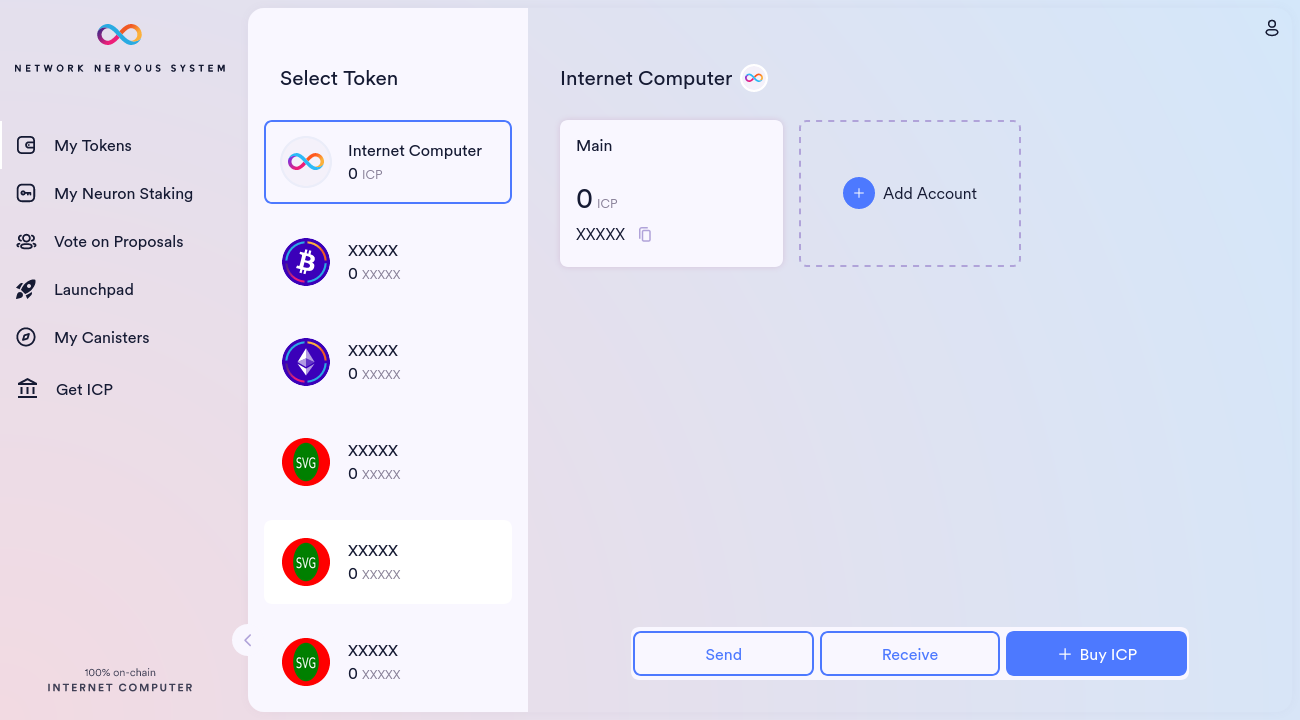 NETWORK NERVOUS SYSTEM
My Tokens
My Neuron Staking
Vote on Proposals
Launchpad
My Canisters
Get ICP
100% on-chain
INTERNET COMPUTER
Select Token
Internet Computer
0 ICP
XXXXX
0 XXXXX
XXXXX
0 XXXXX
SVG
XXXXX
0 XXXXX
SVG
XXXXX
0 XXXXX
SVG
XXXXX
0 XXXXX
Internet Computer
Main
0 ICP
XXXXX
Add Account
Send
Receive
Buy ICP